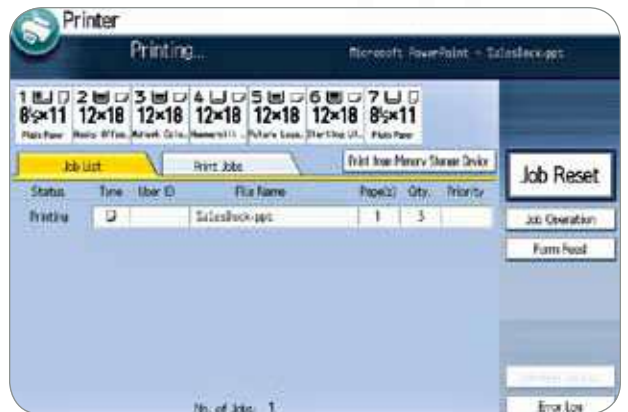 Printer
Printing...
Microsoft PowerPoint - SalesDeck.ppt
1 2 3 4 5 6 7
8½×11 12×18 12×18 12×18 12×18 12×18 8½×11
Plain Paper Plain Paper
Job List Print Jobs Print from Memory Storage Device
Job Reset
Status Time User ID File Name Page(s) Qty. Priority
Printing SalesDeck.ppt 1 3
Job Operation
Form Feed
No. of Jobs: 1
Error Log